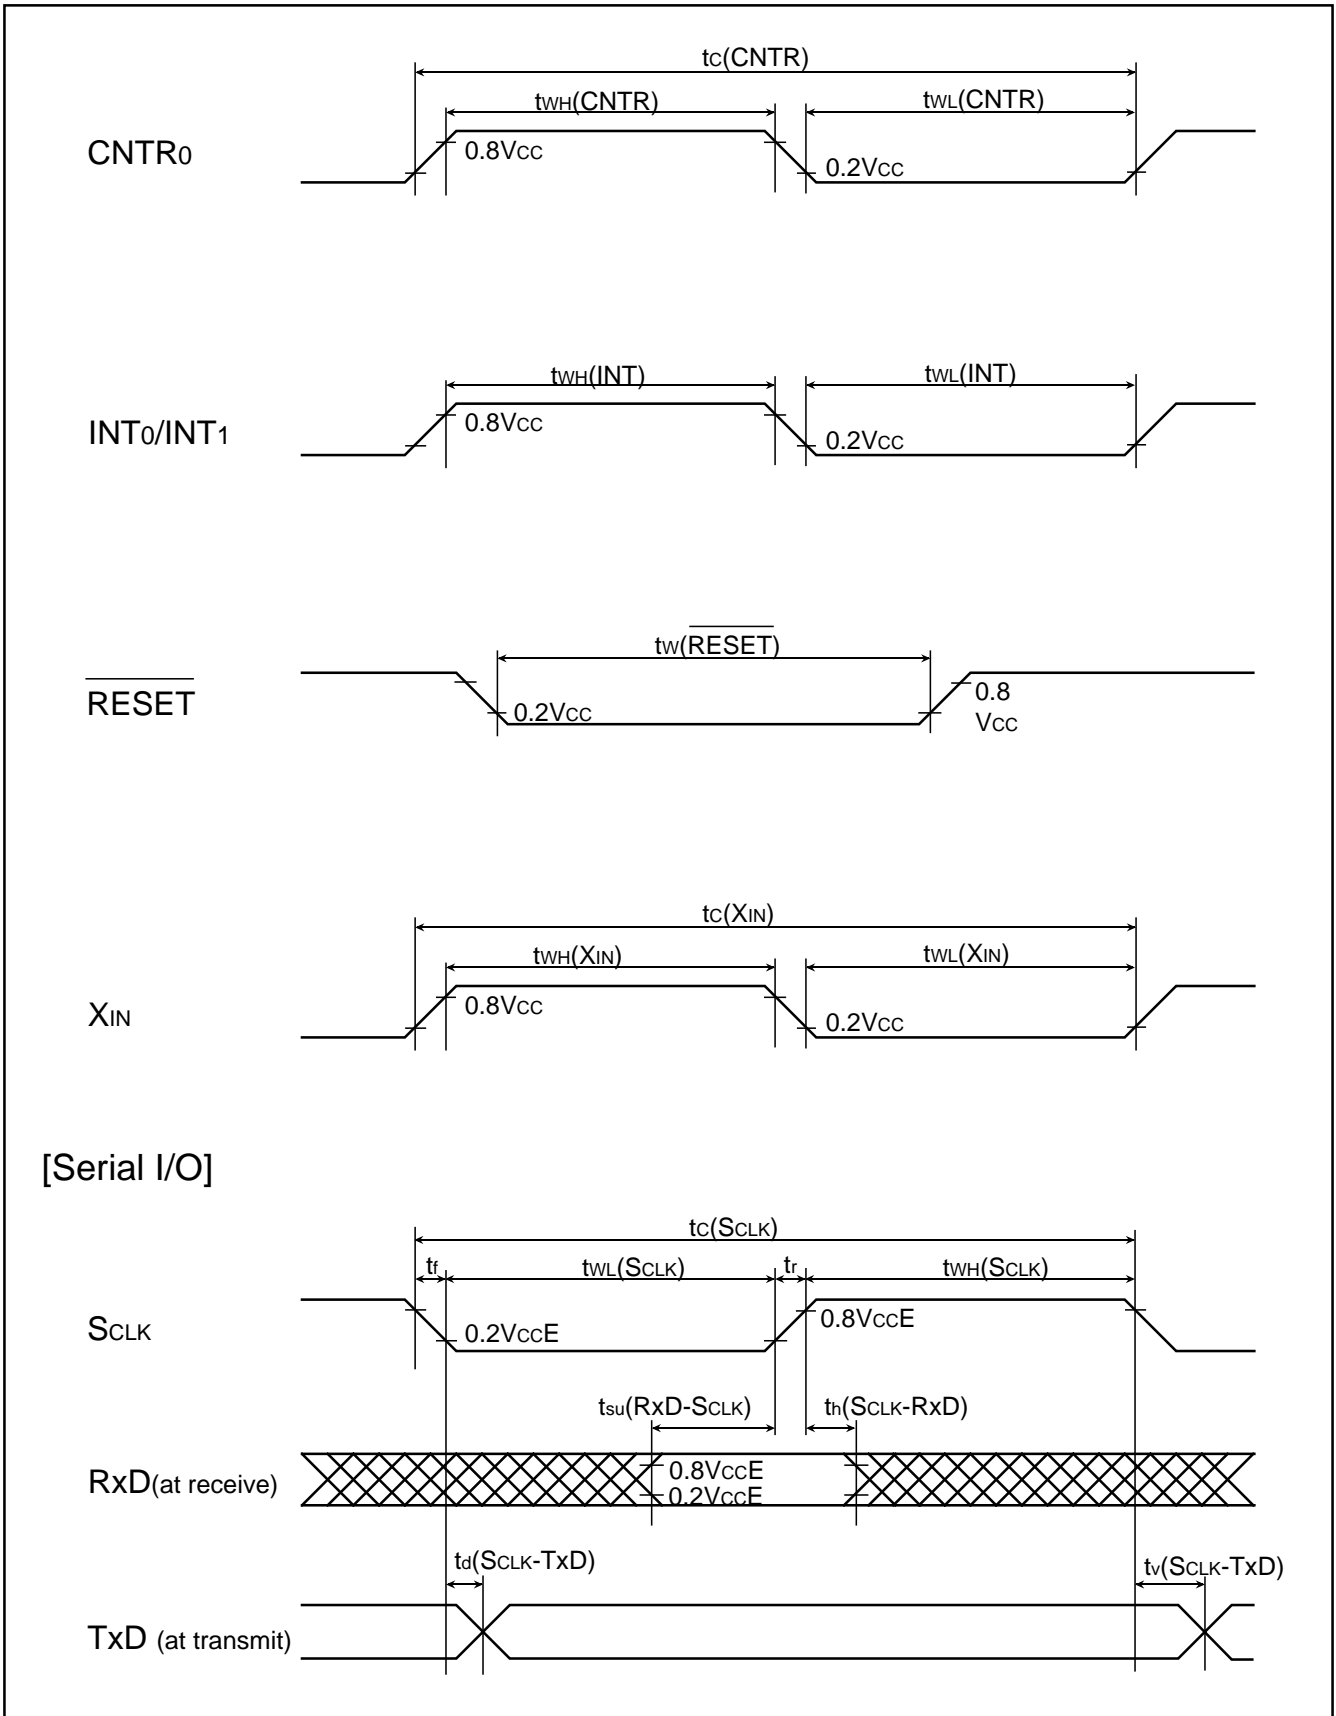 tC(CNTR)
tWH(CNTR)
tWL(CNTR)
CNTR0
0.8VCC
0.2VCC
tWH(INT)
tWL(INT)
INT0/INT1
0.8VCC
0.2VCC
tW(RESET)
RESET
0.2VCC
0.8
VCC
tC(XIN)
tWH(XIN)
tWL(XIN)
XIN
0.8VCC
0.2VCC
[Serial I/O]
tC(SCLK)
tf
tWL(SCLK)
tr
tWH(SCLK)
SCLK
0.2VCCE
0.8VCCE
tsu(RxD-SCLK)
th(SCLK-RxD)
RxD(at receive)
0.8VCCE
0.2VCCE
td(SCLK-TxD)
tv(SCLK-TxD)
TxD (at transmit)